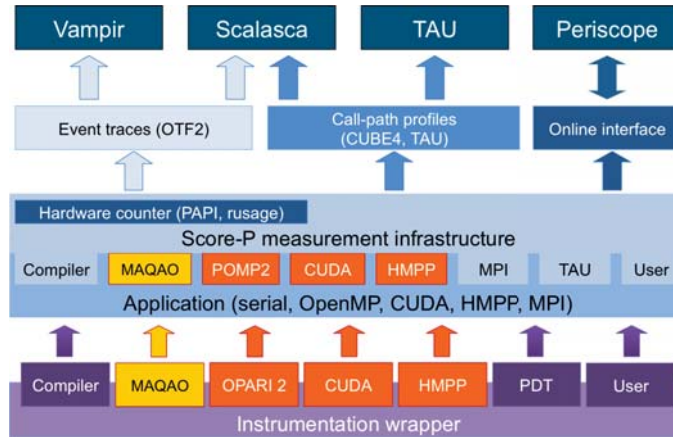 Vampir Scalasca TAU Periscope
Event traces (OTF2)
Call-path profiles
(CUBE4, TAU)
Online interface
Hardware counter (PAPI, rusage)
Score-P measurement infrastructure
Compiler MAQAO POMP2 CUDA HMPP MPI TAU User
Application (serial, OpenMP, CUDA, HMPP, MPI)
Compiler MAQAO OPARI 2 CUDA HMPP PDT User
Instrumentation wrapper